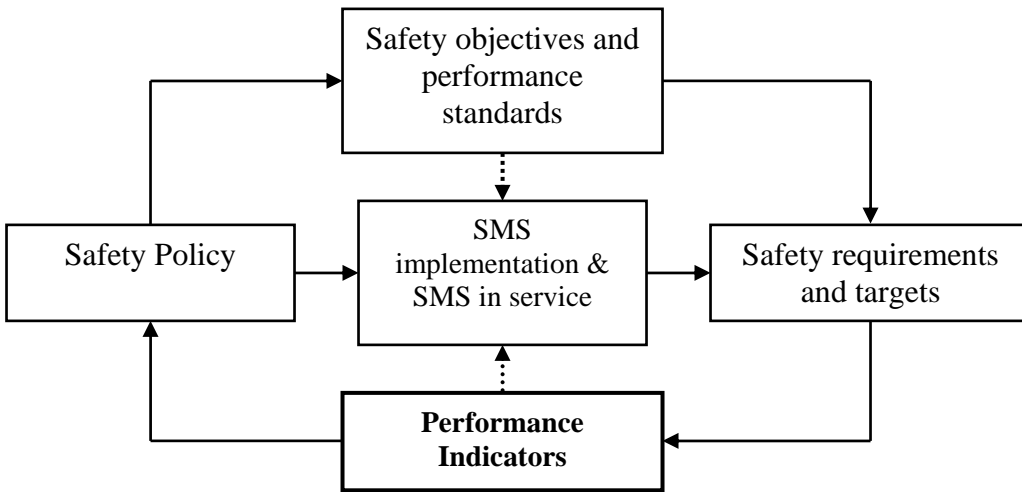 Safety objectives and
performance
standards
Safety Policy
SMS
implementation &
SMS in service
Safety requirements
and targets
Performance
Indicators